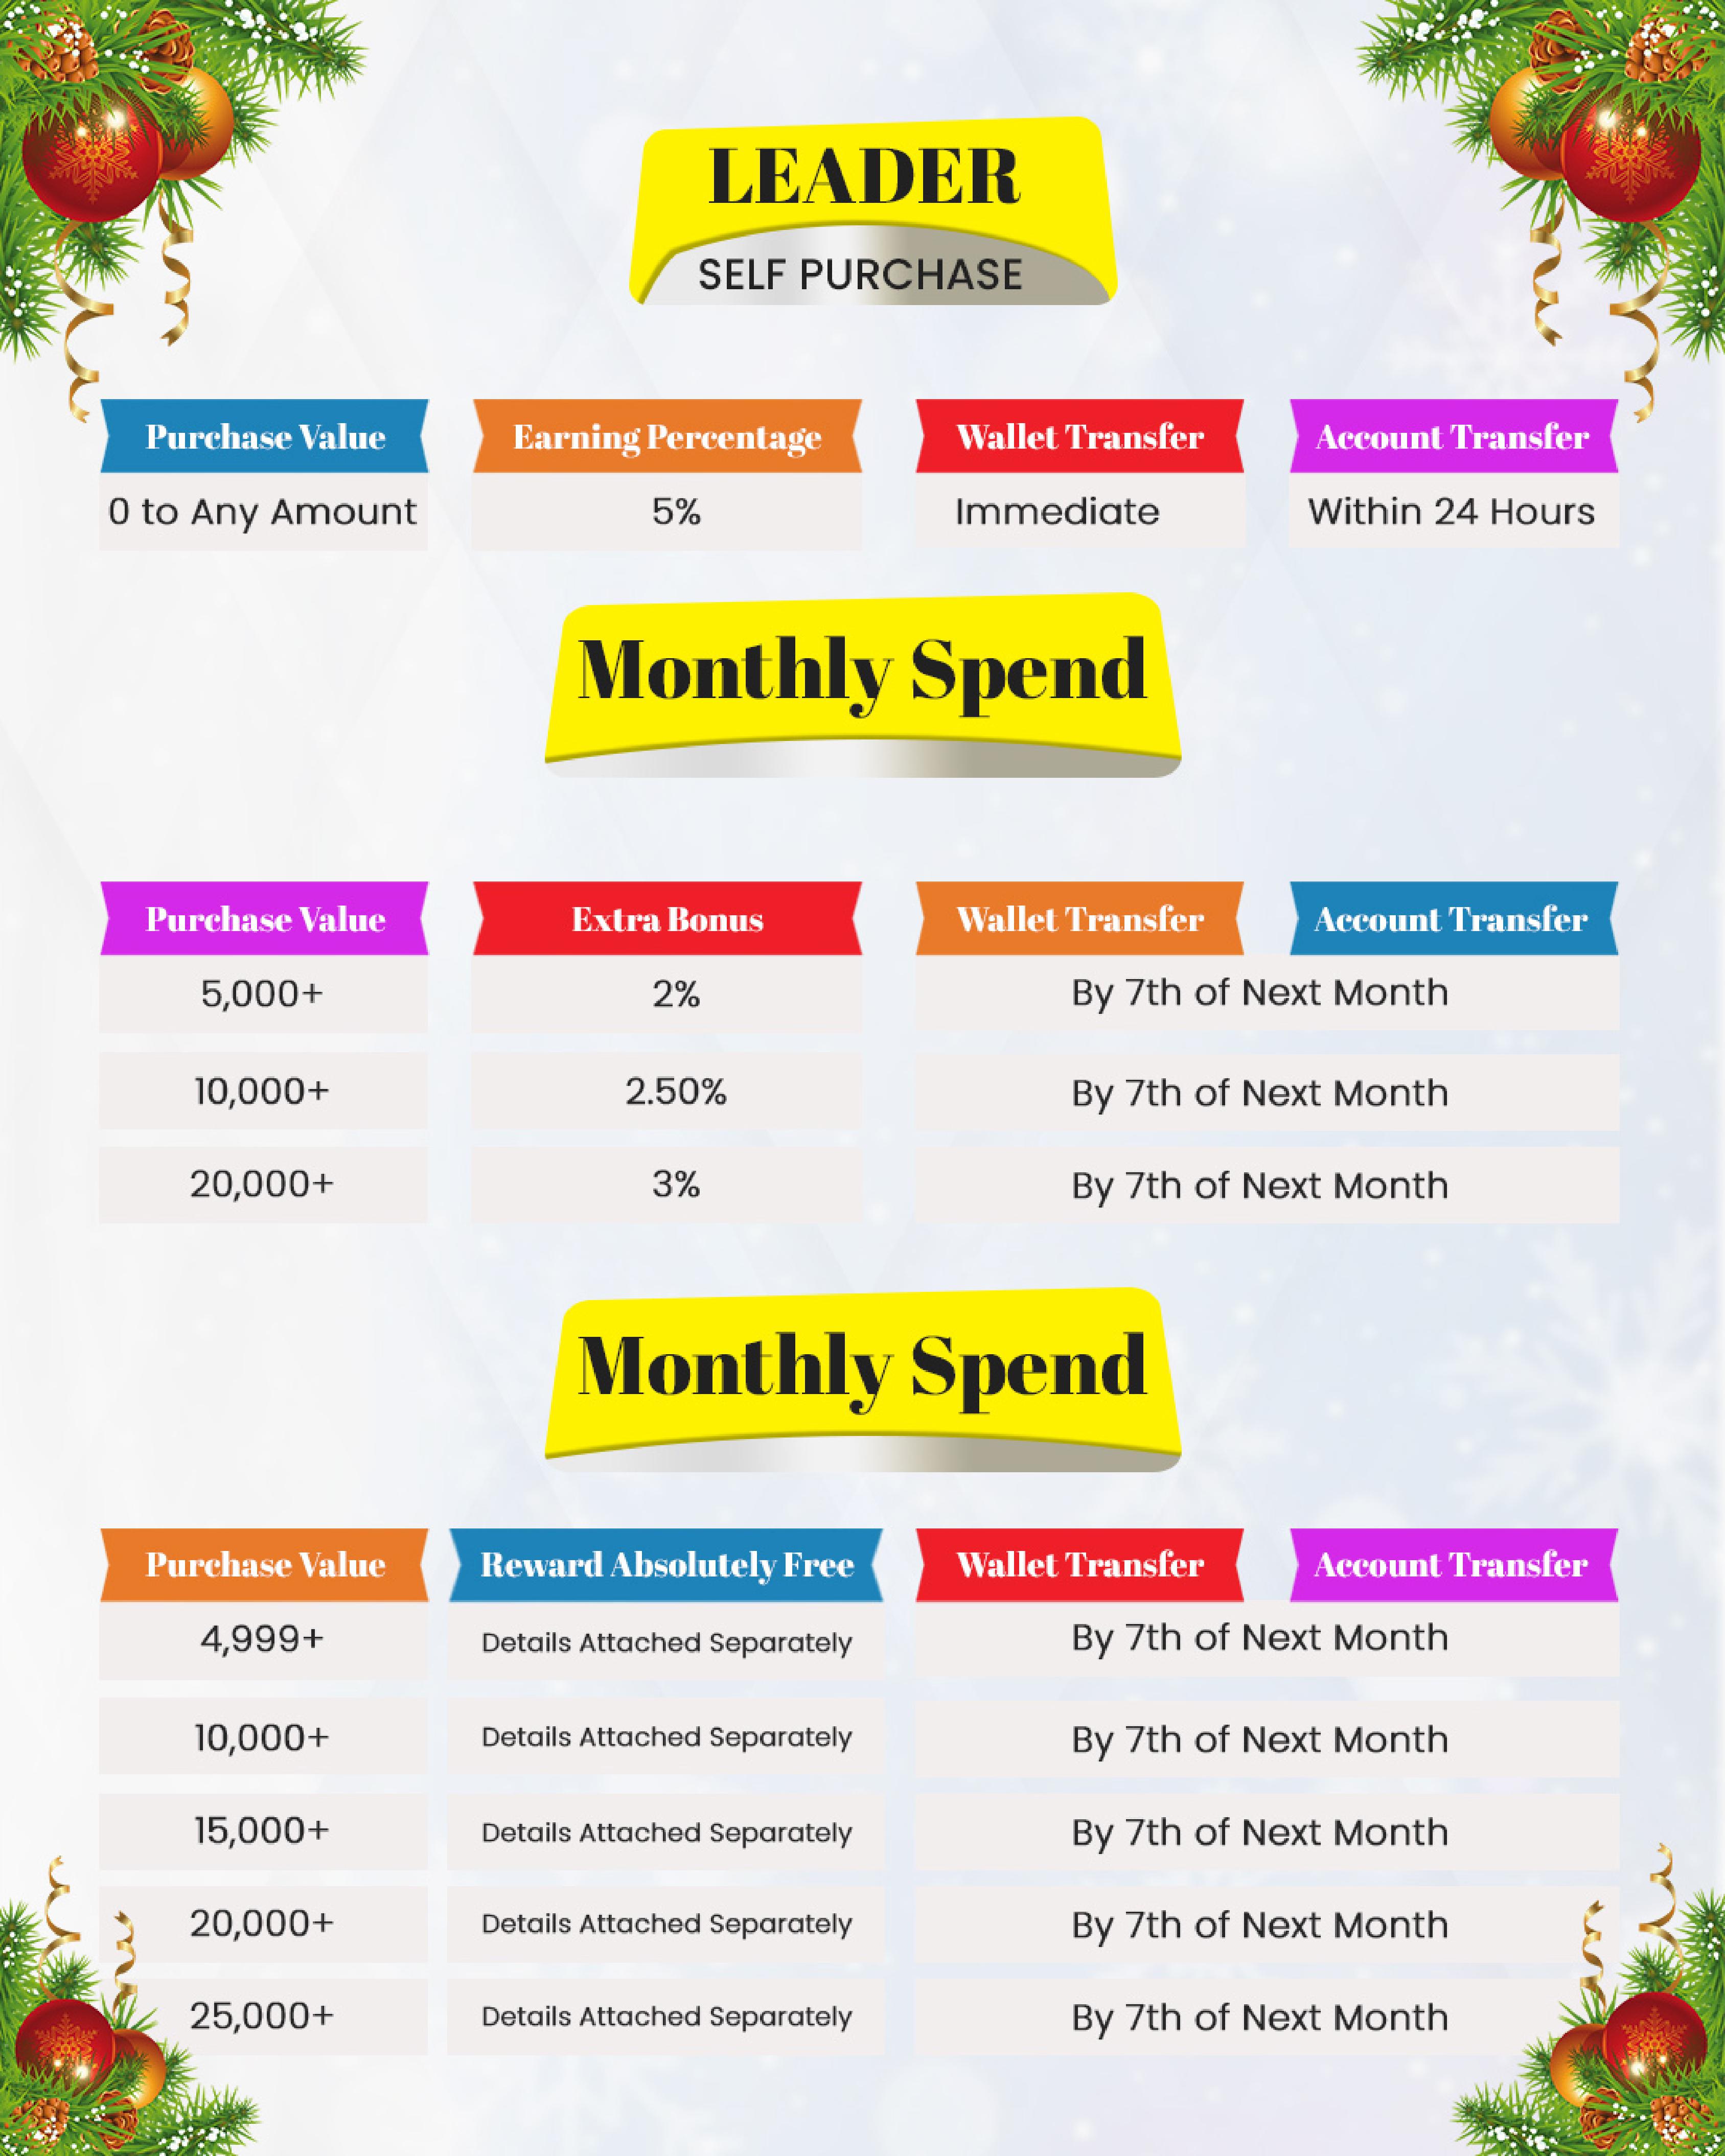 LEADER
SELF PURCHASE
Purchase Value Earning Percentage Wallet Transfer Account Transfer
0 to Any Amount 5% Immediate Within 24 Hours
Monthly Spend
Purchase Value Extra Bonus Wallet Transfer Account Transfer
5,000+ 2% By 7th of Next Month
10,000+ 2.50% By 7th of Next Month
20,000+ 3% By 7th of Next Month
Monthly Spend
Purchase Value Reward Absolutely Free Wallet Transfer Account Transfer
4,999+ Details Attached Separately By 7th of Next Month
10,000+ Details Attached Separately By 7th of Next Month
15,000+ Details Attached Separately By 7th of Next Month
20,000+ Details Attached Separately By 7th of Next Month
25,000+ Details Attached Separately By 7th of Next Month